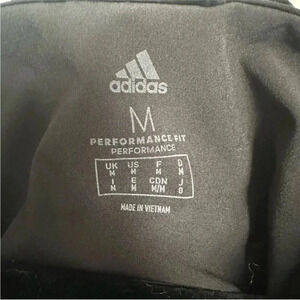 adidas
M
PERFORMANCE FIT
PERFORMANCE
UK US F D
M M M M
I E CDN J
M M M/M O
MADE IN VIETNAM